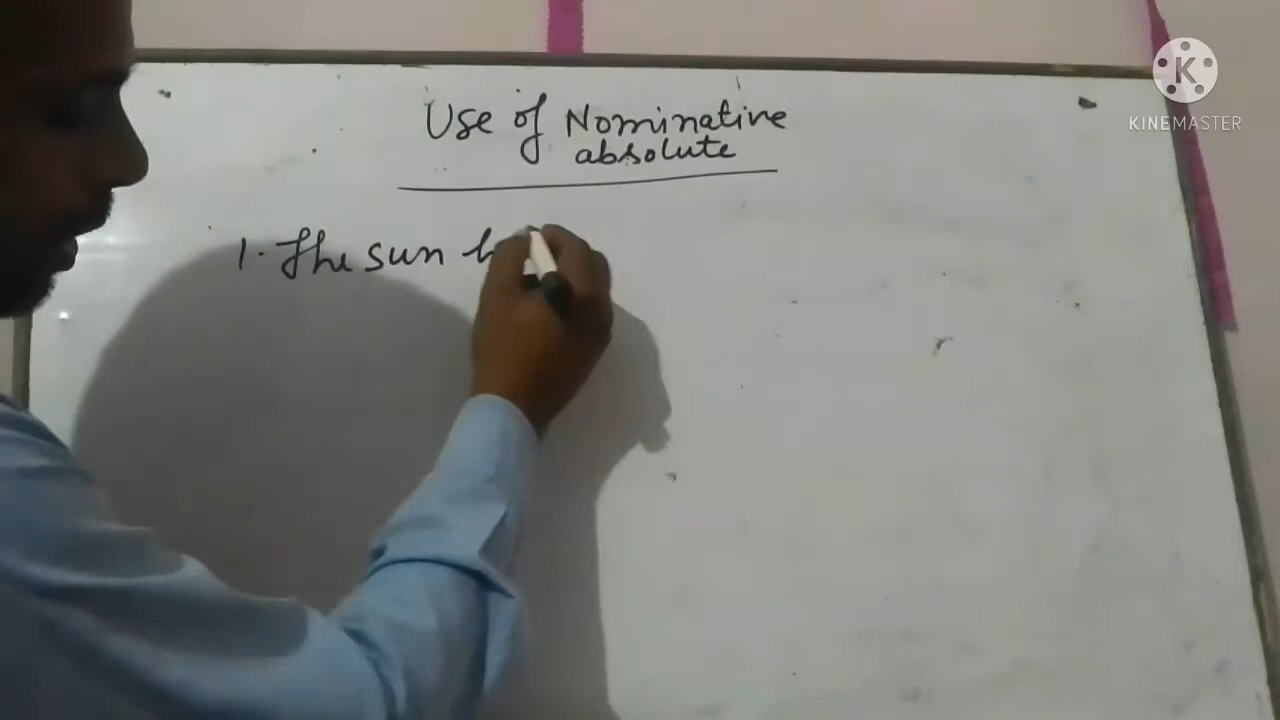 Use of Nominative
absolute
1. The sun
K
KINEMASTER